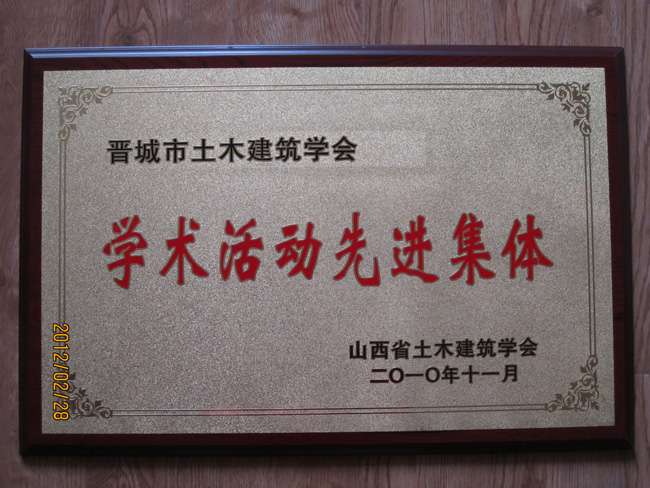 晋城市土木建筑学会
学术活动先进集体
山西省土木建筑学会
二〇一〇年十一月
2012/02/28